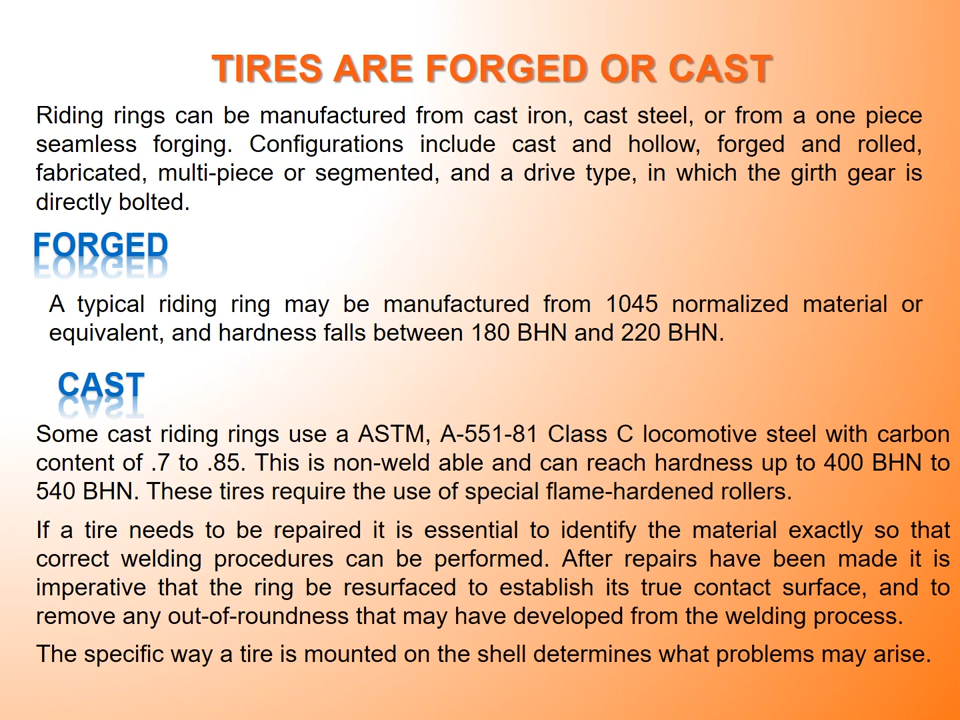 TIRES ARE FORGED OR CAST
Riding rings can be manufactured from cast iron, cast steel, or from a one piece
seamless forging. Configurations include cast and hollow, forged and rolled,
fabricated, multi-piece or segmented, and a drive type, in which the girth gear is
directly bolted.
FORGED
A typical riding ring may be manufactured from 1045 normalized material or
equivalent, and hardness falls between 180 BHN and 220 BHN.
CAST
Some cast riding rings use a ASTM, A-551-81 Class C locomotive steel with carbon
content of .7 to .85. This is non-weld able and can reach hardness up to 400 BHN to
540 BHN. These tires require the use of special flame-hardened rollers.
If a tire needs to be repaired it is essential to identify the material exactly so that
correct welding procedures can be performed. After repairs have been made it is
imperative that the ring be resurfaced to establish its true contact surface, and to
remove any out-of-roundness that may have developed from the welding process.
The specific way a tire is mounted on the shell determines what problems may arise.